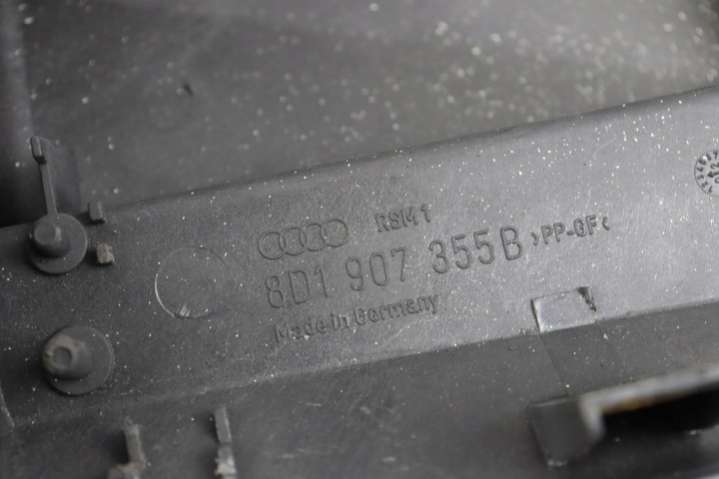 RSM1
8D1 907 355B >PP-GF<
Made in Germany